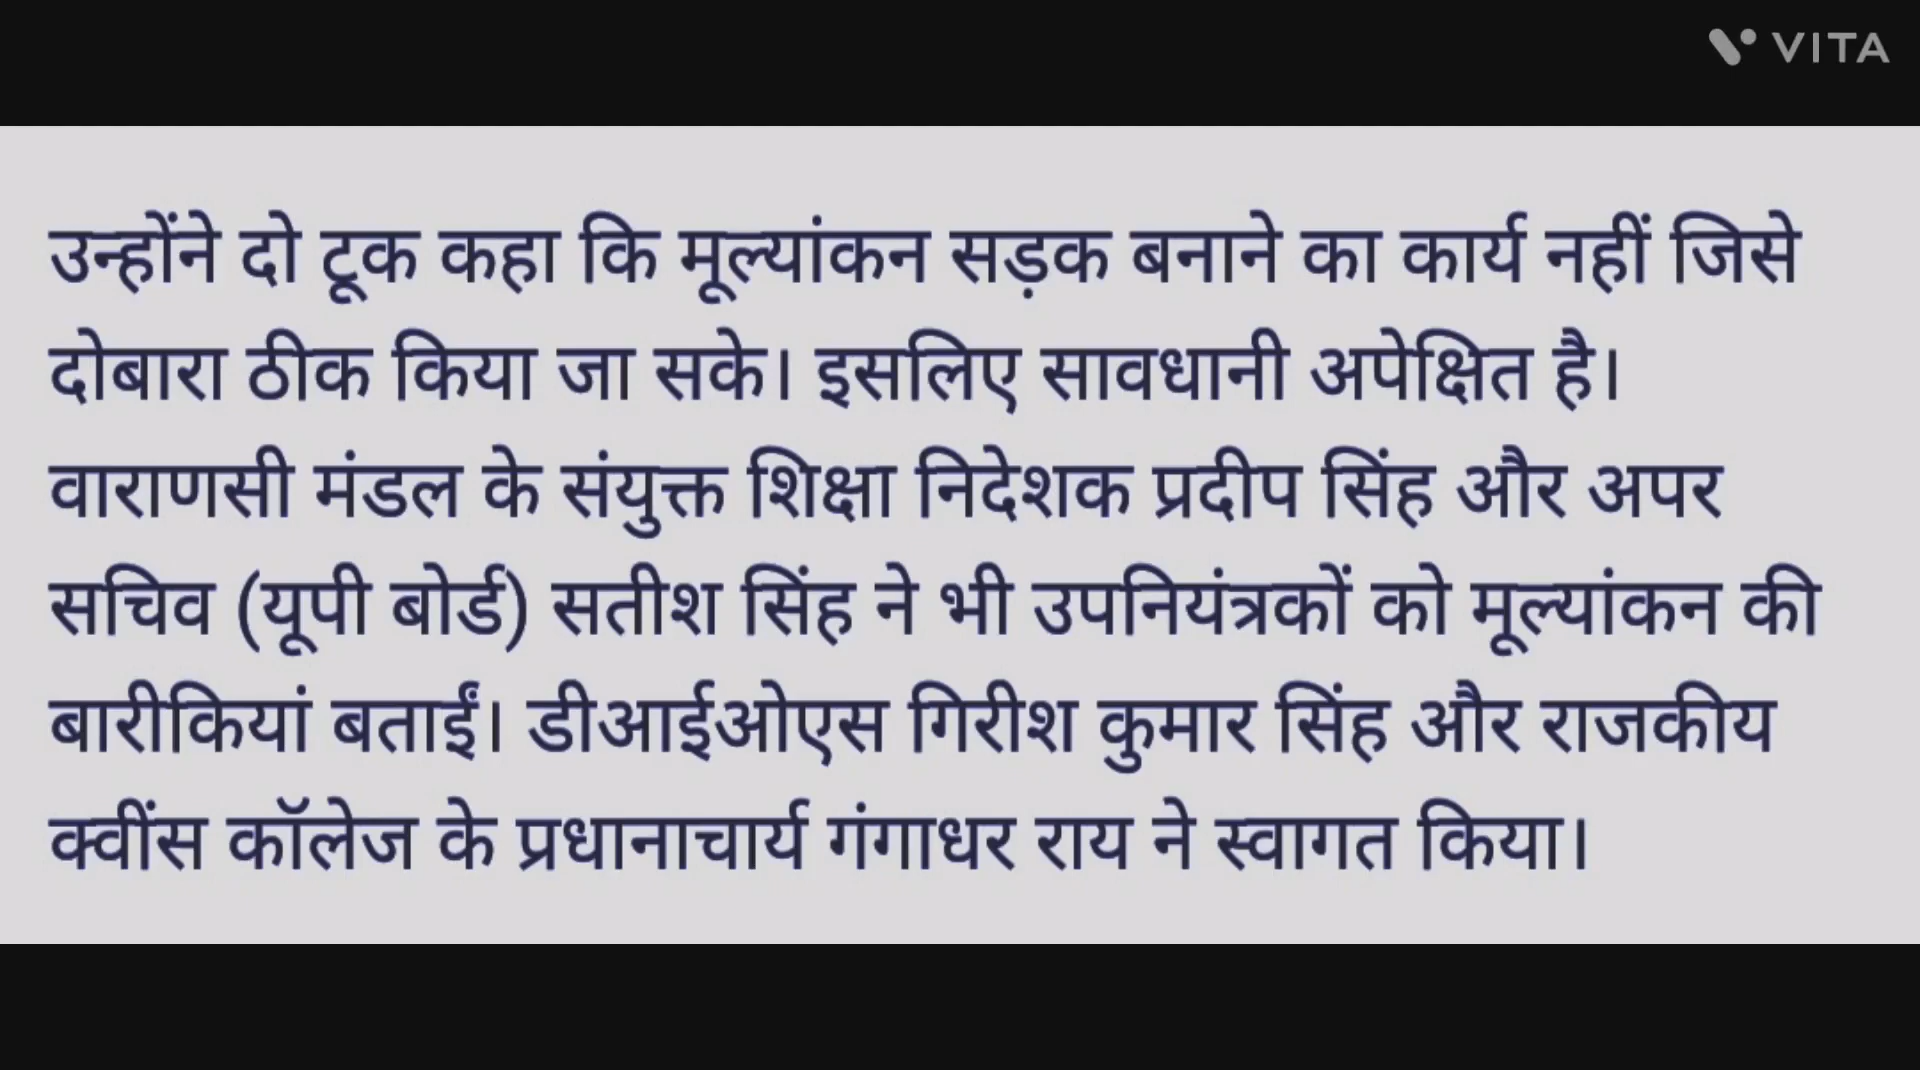 VITA
उन्होंने दो टूक कहा कि मूल्यांकन सड़क बनाने का कार्य नहीं जिसे
दोबारा ठीक किया जा सके। इसलिए सावधानी अपेक्षित है।
वाराणसी मंडल के संयुक्त शिक्षा निदेशक प्रदीप सिंह और अपर
सचिव (यूपी बोर्ड) सतीश सिंह ने भी उपनियंत्रकों को मूल्यांकन की
बारीकियां बताईं। डीआईओएस गिरीश कुमार सिंह और राजकीय
क्वींस कॉलेज के प्रधानाचार्य गंगाधर राय ने स्वागत किया।